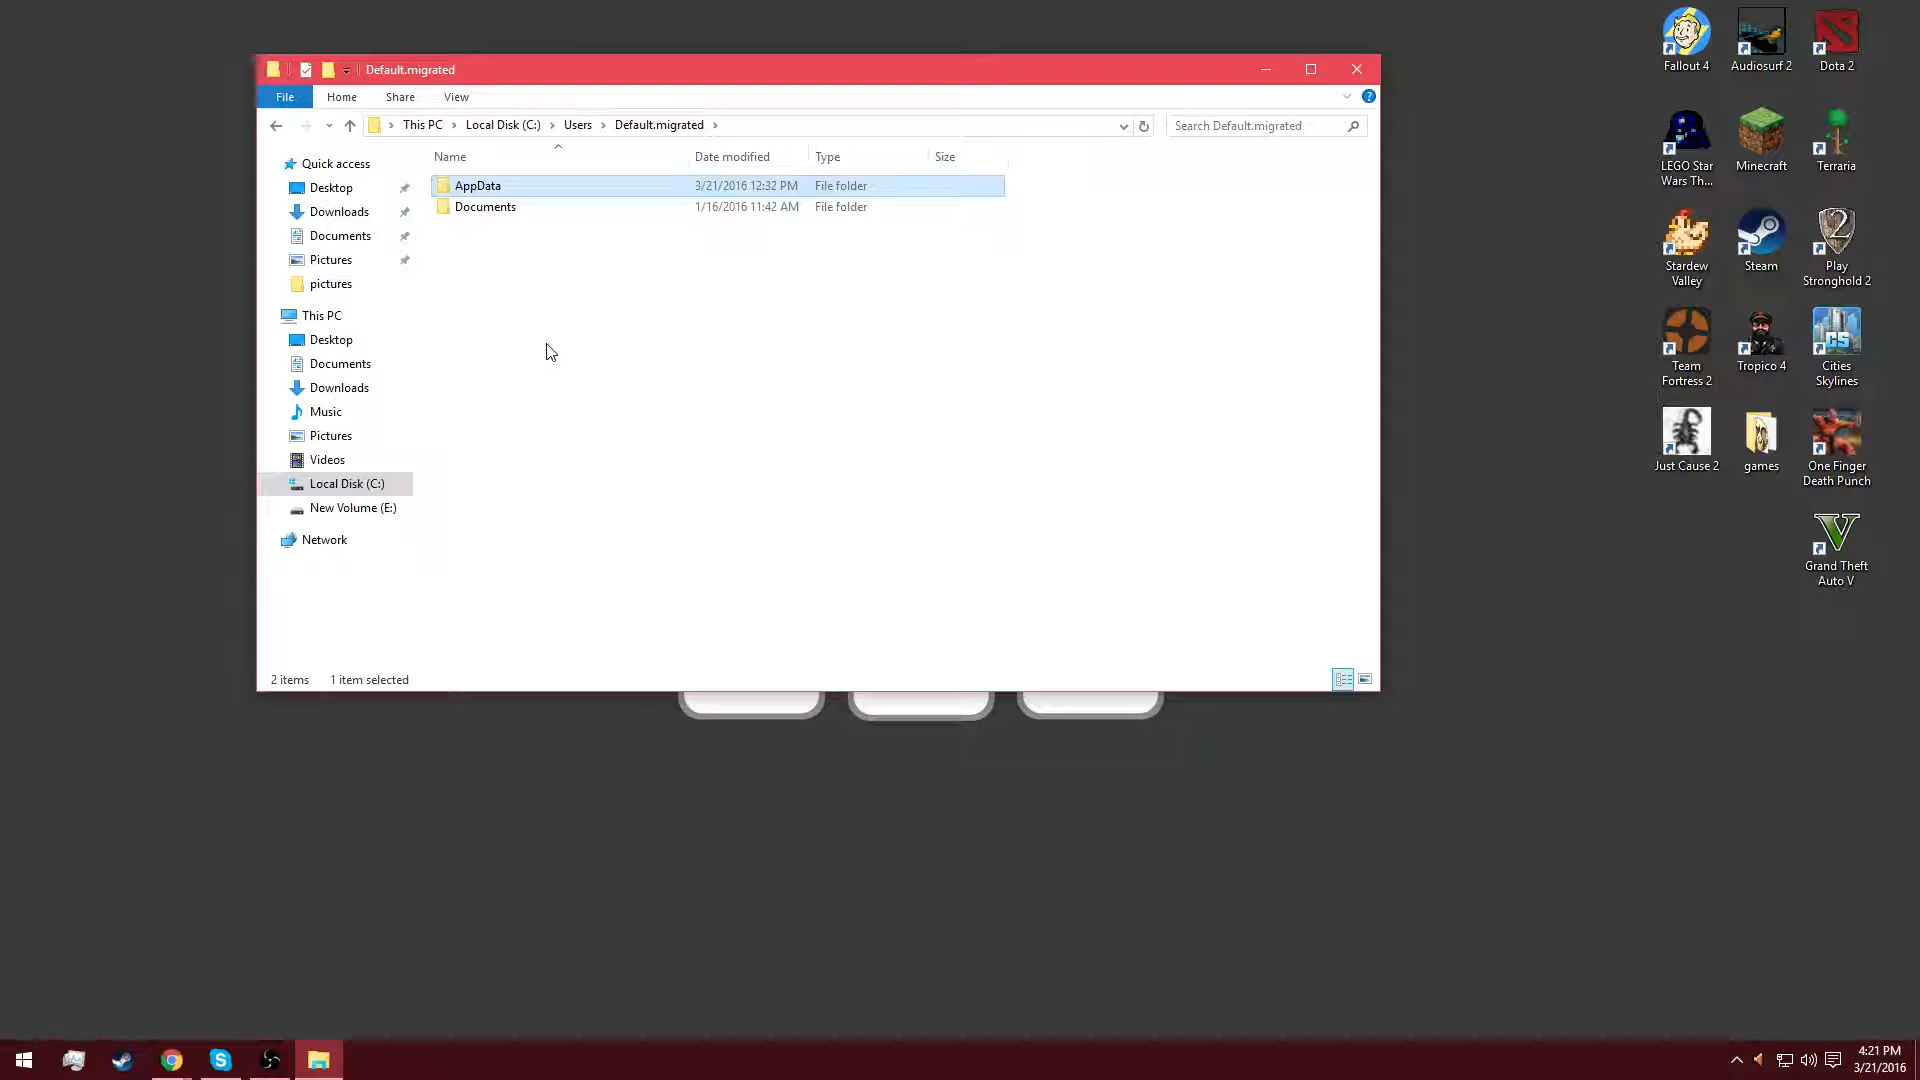 Default.migrated
File
Home
Share
View
This PC
Local Disk (C:)
Users
Default.migrated
Search Default.migrated
Name
Date modified
Type
Size
AppData
3/21/2016 12:32 PM
File folder
Documents
1/16/2016 11:42 AM
File folder
Quick access
Desktop
Downloads
Documents
Pictures
pictures
This PC
Desktop
Documents
Downloads
Music
Pictures
Videos
Local Disk (C:)
New Volume (E:)
Network
2 items
1 item selected
Fallout 4
Audiosurf 2
Dota 2
LEGO Star
Wars Th...
Minecraft
Terraria
Stardew
Valley
Steam
Play
Stronghold 2
Team
Fortress 2
Tropico 4
CS
Cities
Skylines
Just Cause 2
games
One Finger
Death Punch
Grand Theft
Auto V
4:21 PM
3/21/2016